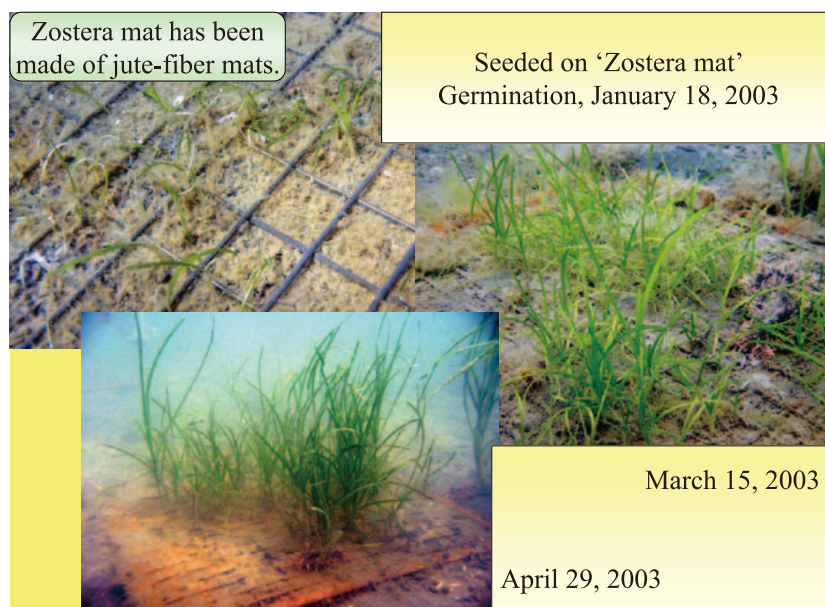 Zostera mat has been
made of jute-fiber mats.
Seeded on ‘Zostera mat’
Germination, January 18, 2003
March 15, 2003
April 29, 2003